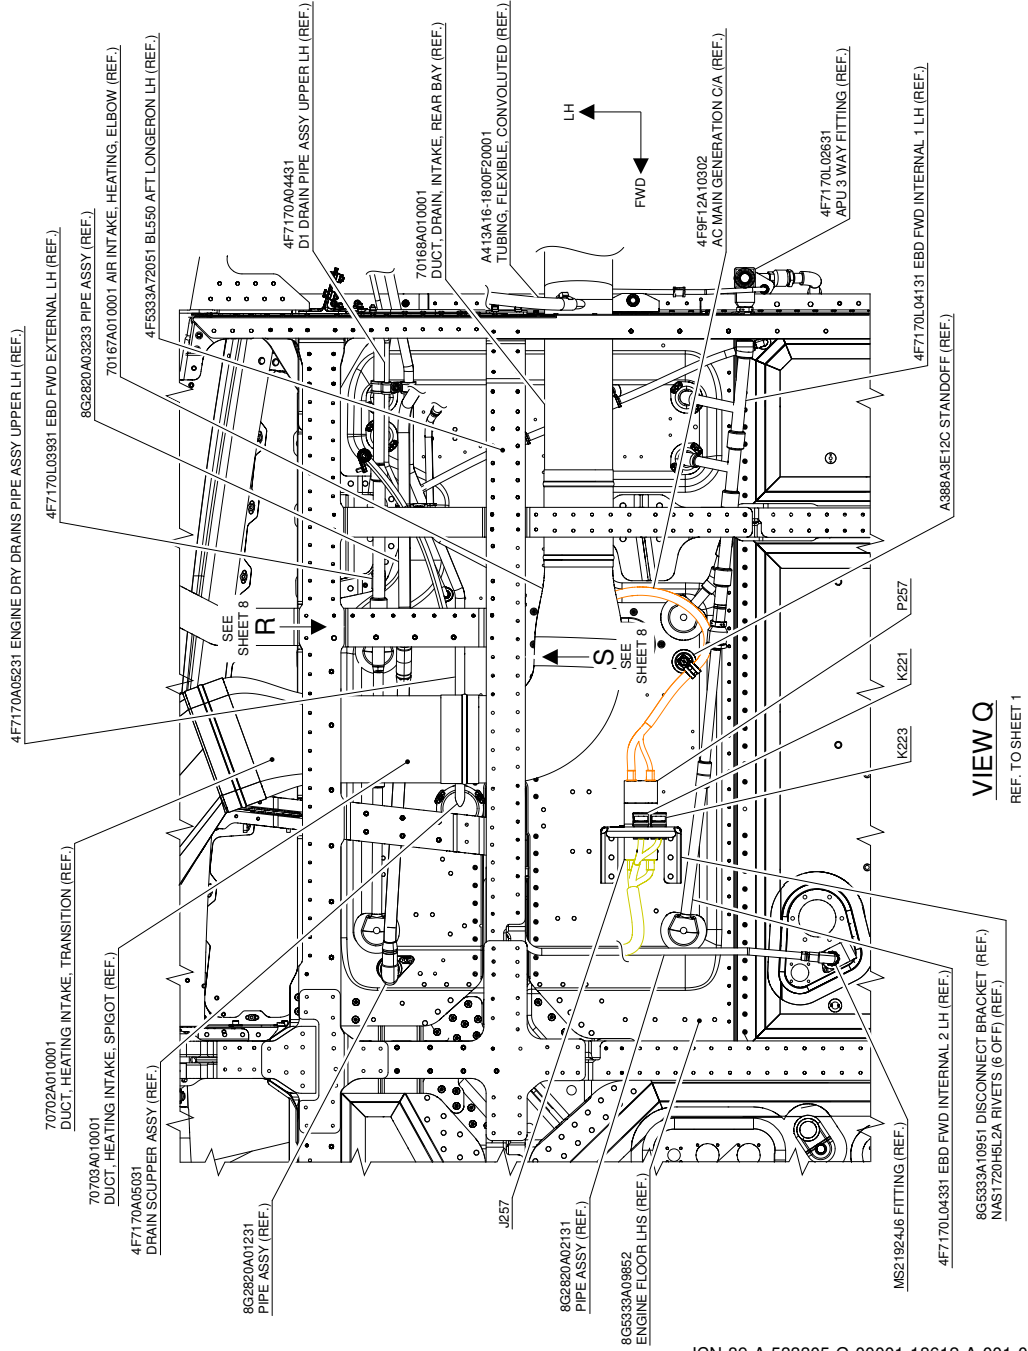 4F7170A05231 ENGINE DRY DRAINS PIPE ASSY UPPER LH (REF.)
4F7170L03931 EBD FWD EXTERNAL LH (REF.)
8G2820A03233 PIPE ASSY (REF.)
70167A010001 AIR INTAKE, HEATING, ELBOW (REF.)
4F5333A72051 BL550 AFT LONGERON LH (REF.)
4F7170A04431
D1 DRAIN PIPE ASSY UPPER LH (REF.)
70168A010001
DUCT, DRAIN, INTAKE, REAR BAY (REF.)
A413A16-1800F20001
TUBING, FLEXIBLE, CONVOLUTED (REF.)
LH
FWD
4F9F12A10302
AC MAIN GENERATION C/A (REF.)
4F7170L02631
APU 3 WAY FITTING (REF.)
4F7170L04131 EBD FWD INTERNAL 1 LH (REF.)
A388A3E12C STANDOFF (REF.)
SEE
SHEET 8
R
S
SEE
SHEET 8
P257
K221
K223
VIEW Q
REF. TO SHEET 1
70702A010001
DUCT, HEATING INTAKE, TRANSITION (REF.)
70703A010001
DUCT, HEATING INTAKE, SPIGOT (REF.)
4F7170A05031
DRAIN SCUPPER ASSY (REF.)
8G2820A01231
PIPE ASSY (REF.)
J257
8G2820A02131
PIPE ASSY (REF.)
8G5333A09852
ENGINE FLOOR LHS (REF.)
MS21924J6 FITTING (REF.)
4F7170L04331 EBD FWD INTERNAL 2 LH (REF.)
8G5333A10951 DISCONNECT BRACKET (REF.)
NAS1720H5L2A RIVETS (6 OFF) (REF.)